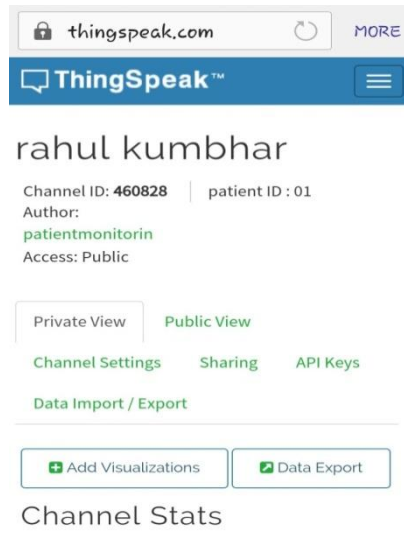 thingspeak.com MORE
ThingSpeak™
rahul kumbhar
Channel ID: 460828 patient ID : 01
Author:
patientmonitorin
Access: Public
Private View Public View
Channel Settings Sharing API Keys
Data Import / Export
Add Visualizations Data Export
Channel Stats